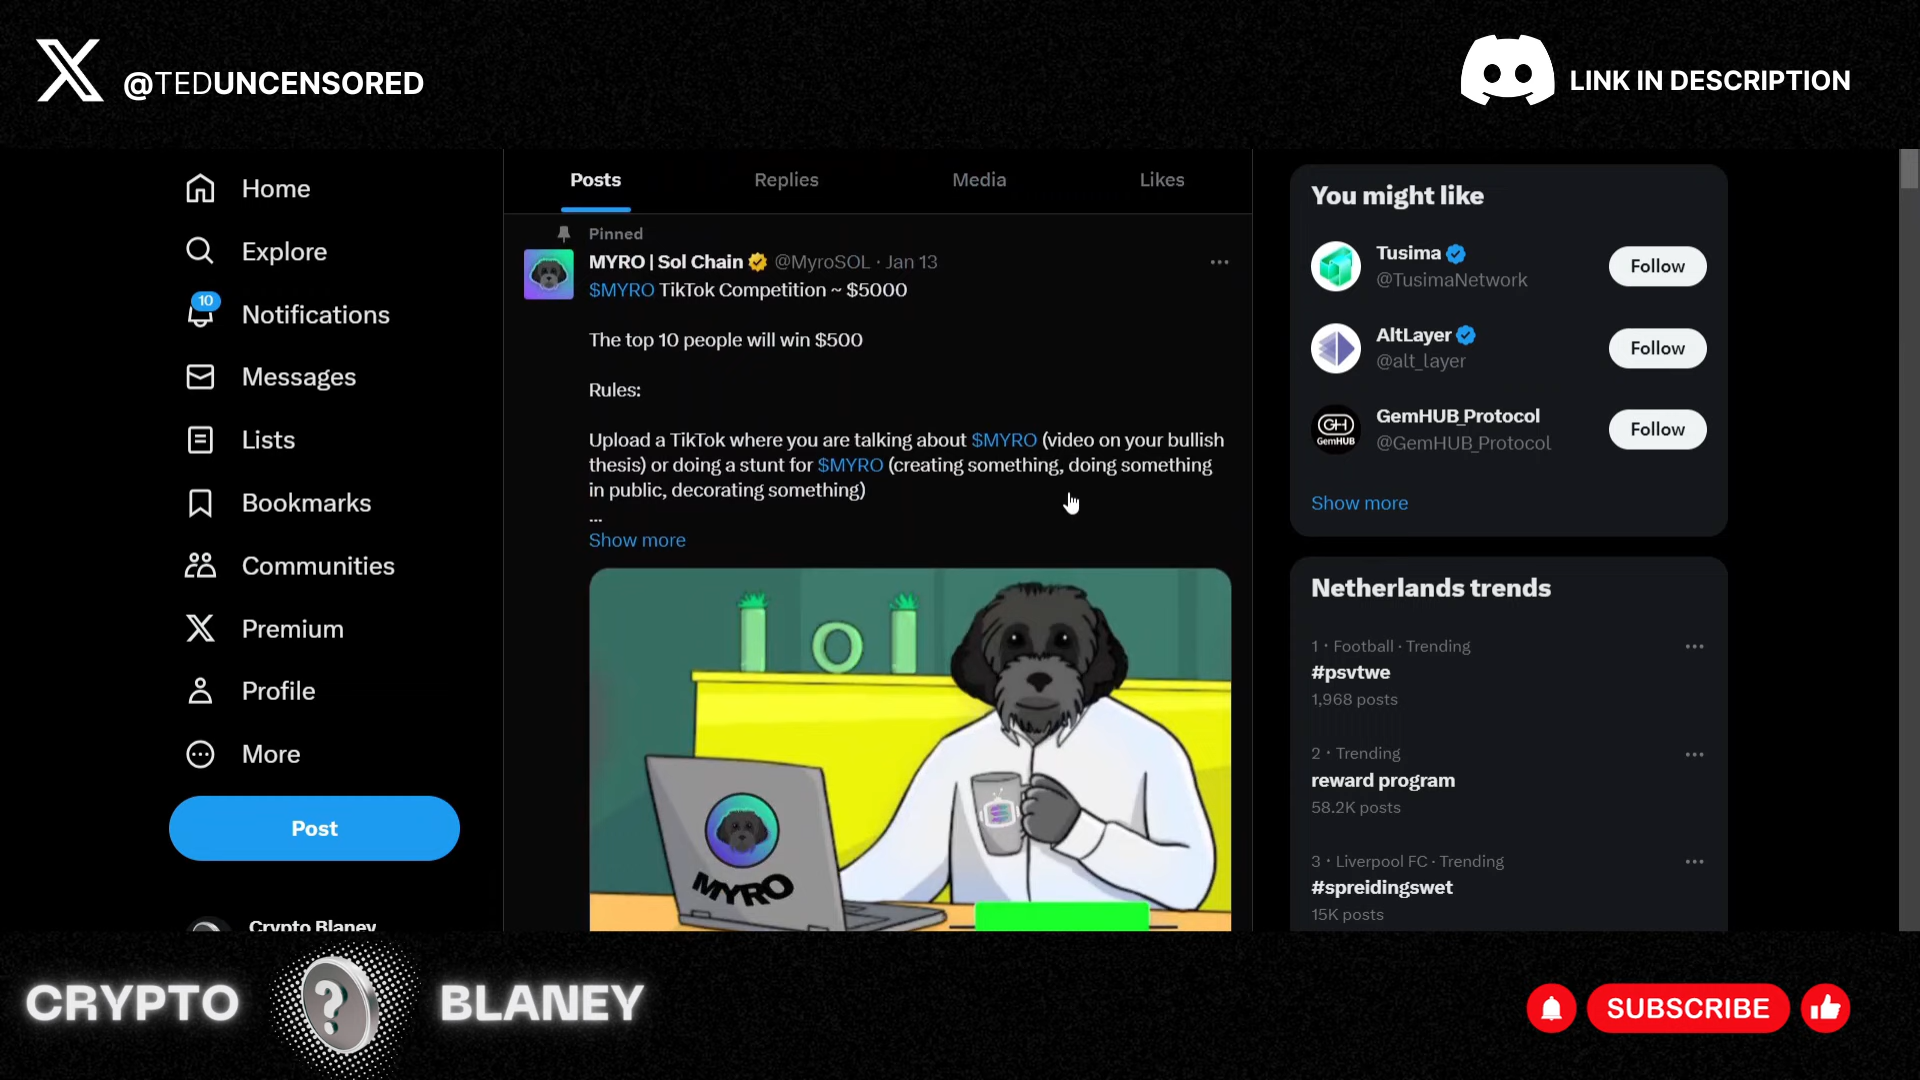 @TEDUNCENSORED
LINK IN DESCRIPTION
Home
Explore
10
Notifications
Messages
Lists
Bookmarks
Communities
Premium
Profile
More
Post
Crypto Blaney
Posts
Replies
Media
Likes
Pinned
MYRO | Sol Chain @MyroSOL · Jan 13
$MYRO TikTok Competition ~ $5000
The top 10 people will win $500
Rules:
Upload a TikTok where you are talking about $MYRO (video on your bullish
thesis) or doing a stunt for $MYRO (creating something, doing something
in public, decorating something)
...
Show more
lol
MYRO
You might like
Tusima
@TusimaNetwork
Follow
AltLayer
@alt_layer
Follow
GH
GemHUB
GemHUB_Protocol
@GemHUB_Protocol
Follow
Show more
Netherlands trends
1 · Football · Trending
#psvtwe
1,968 posts
2 · Trending
reward program
58.2K posts
3 · Liverpool FC · Trending
#spreidingswet
15K posts
CRYPTO ? BLANEY
SUBSCRIBE